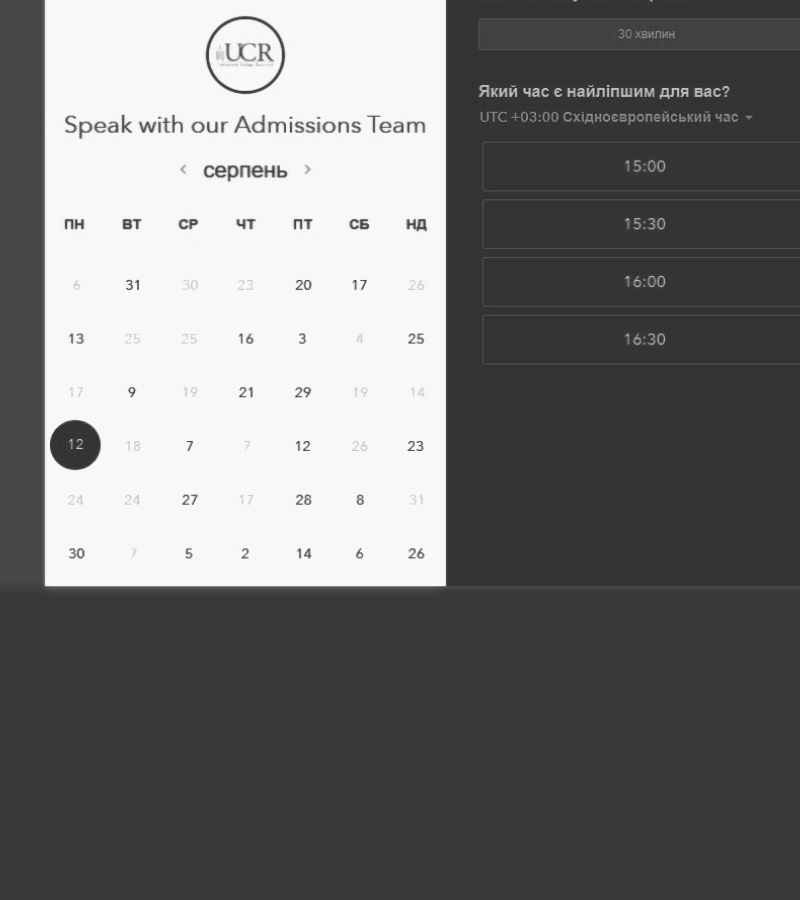 UCR
Speak with our Admissions Team
< серпень >
ПН ВТ СР ЧТ ПТ СБ НД
6 31 30 23 20 17 26
13 25 25 16 3 4 25
17 9 19 21 29 19 14
12 18 7 7 12 26 23
24 24 27 17 28 8 31
30 7 5 2 14 6 26
30 хвилин
Який час є найліпшим для вас?
UTC +03:00 Східноєвропейський час
15:00
15:30
16:00
16:30